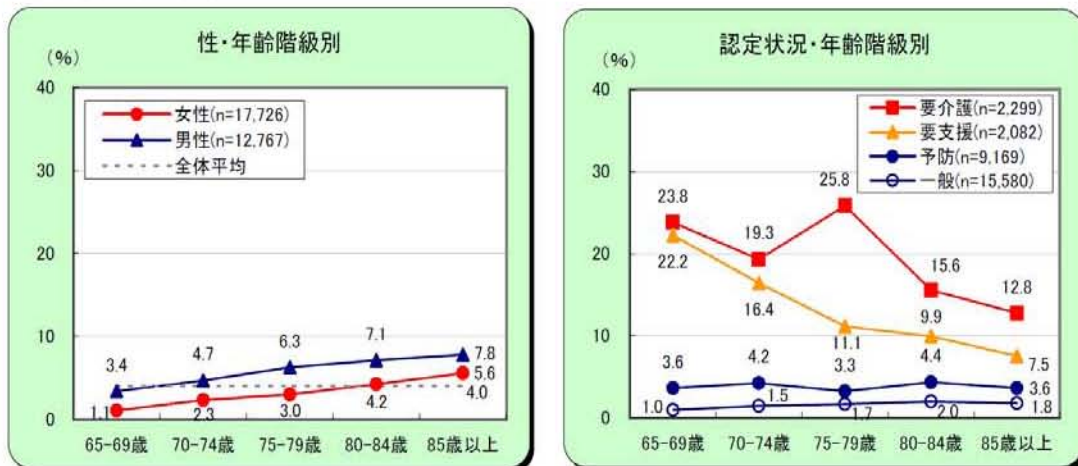 性・年齢階級別
(%)
40
30
20
10
0
女性(n=17,726)
男性(n=12,767)
全体平均
3.4
4.7
6.3
7.1
7.8
5.6
4.0
1.1
2.3
3.0
4.2
65-69歳
70-74歳
75-79歳
80-84歳
85歳以上
認定状況・年齢階級別
(%)
40
30
20
10
0
要介護(n=2,299)
要支援(n=2,082)
予防(n=9,169)
一般(n=15,580)
23.8
19.3
25.8
15.6
12.8
22.2
16.4
11.1
9.9
7.5
3.6
4.2
3.3
4.4
3.6
1.0
1.5
1.7
2.0
1.8
65-69歳
70-74歳
75-79歳
80-84歳
85歳以上